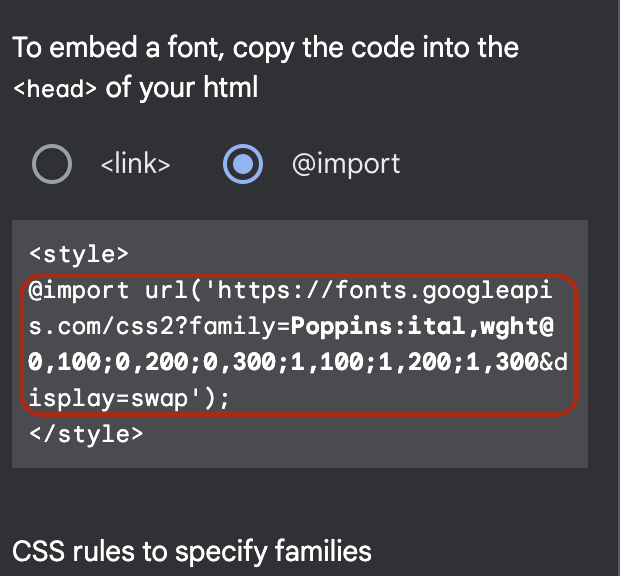 To embed a font, copy the code into the
<head> of your html
<link> @import
<style>
@import url('https://fonts.googleapi
s.com/css2?family=Poppins:ital,wght@
0,100;0,200;0,300;1,100;1,200;1,300&d
isplay=swap');
</style>
CSS rules to specify families